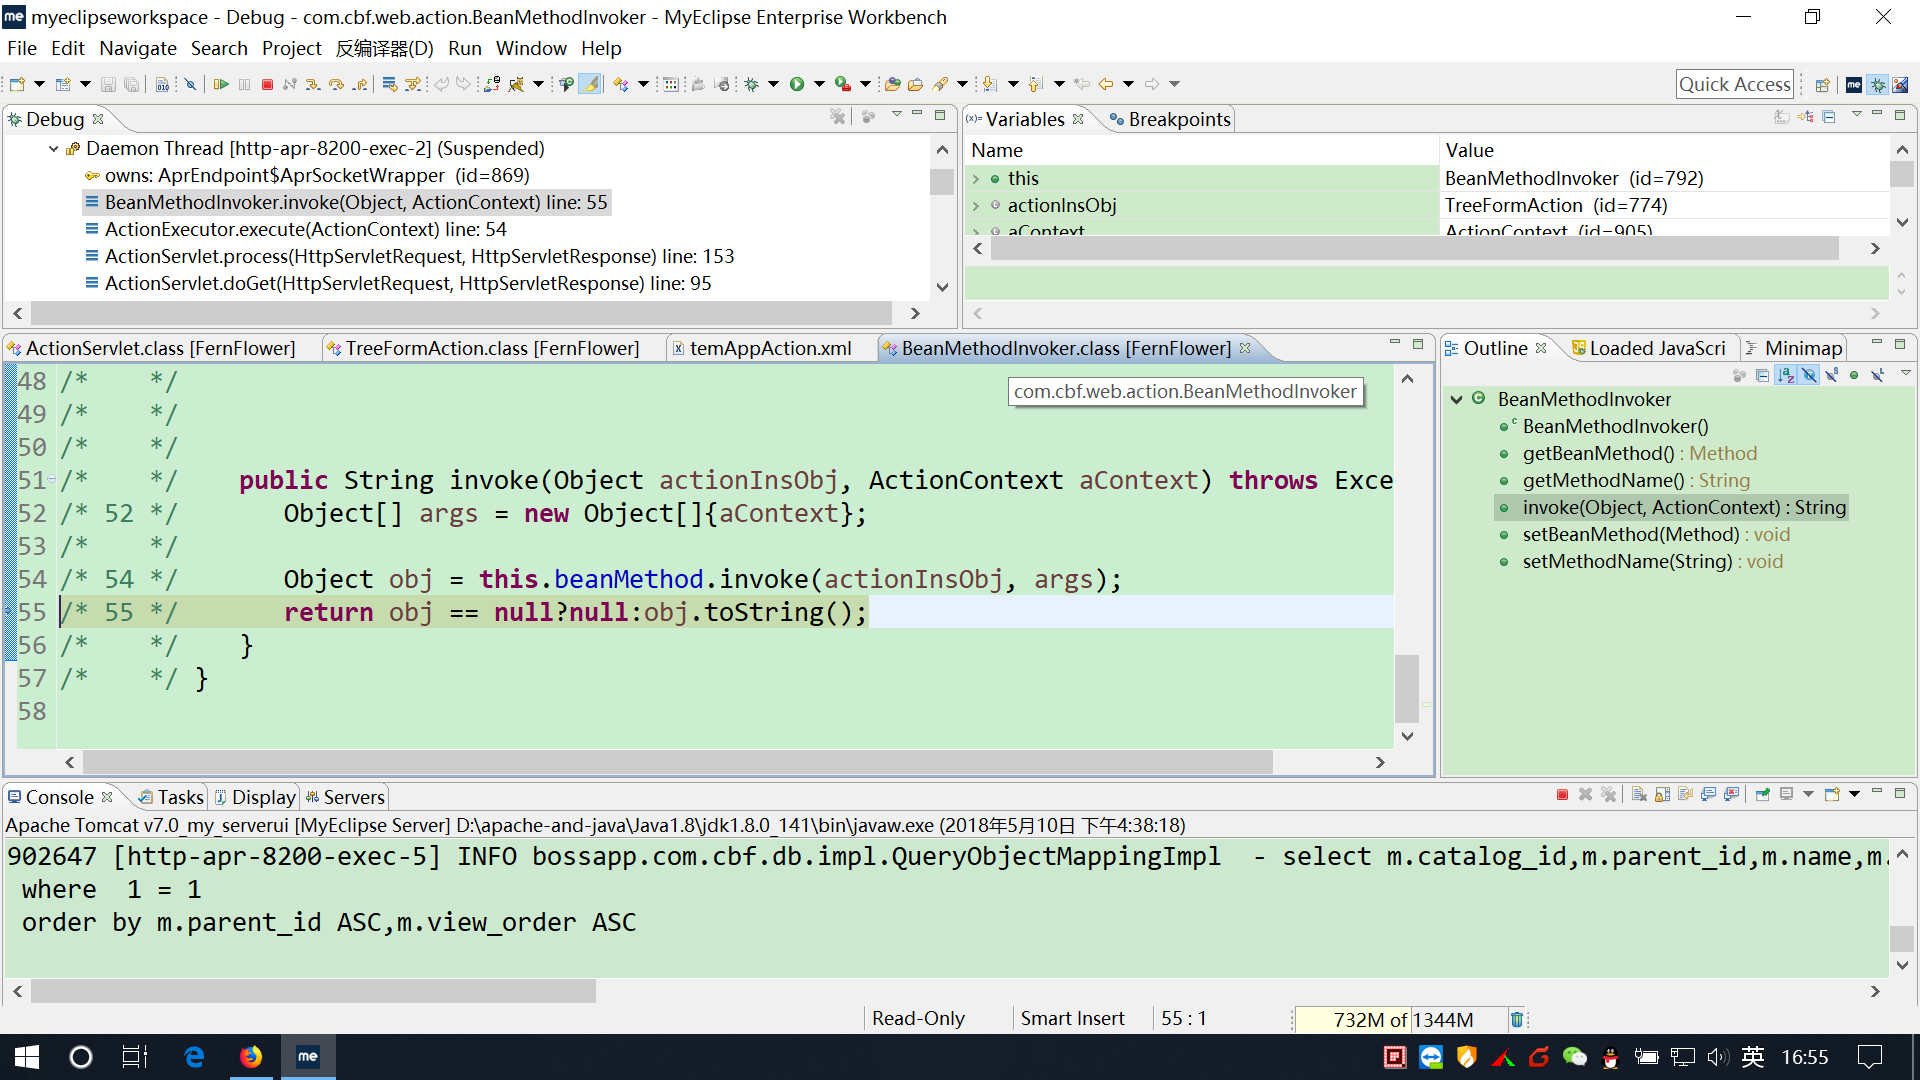 me myeclipseworkspace - Debug - com.cbf.web.action.BeanMethodInvoker - MyEclipse Enterprise Workbench
File Edit Navigate Search Project 反编译器(D) Run Window Help
Quick Access
Debug
Daemon Thread [http-apr-8200-exec-2] (Suspended)
owns: AprEndpoint$AprSocketWrapper (id=869)
BeanMethodInvoker.invoke(Object, ActionContext) line: 55
ActionExecutor.execute(ActionContext) line: 54
ActionServlet.process(HttpServletRequest, HttpServletResponse) line: 153
ActionServlet.doGet(HttpServletRequest, HttpServletResponse) line: 95
(x)= Variables Breakpoints
Name Value
this BeanMethodInvoker (id=792)
actionInsObj TreeFormAction (id=774)
aContext ActionContext (id=905)
ActionServlet.class [FernFlower] TreeFormAction.class [FernFlower] temAppAction.xml BeanMethodInvoker.class [FernFlower]
com.cbf.web.action.BeanMethodInvoker
48 /* */
49 /* */
50 /* */
51 /* */ public String invoke(Object actionInsObj, ActionContext aContext) throws Exce
52 /* 52 */ Object[] args = new Object[]{aContext};
53 /* */
54 /* 54 */ Object obj = this.beanMethod.invoke(actionInsObj, args);
55 /* 55 */ return obj == null?null:obj.toString();
56 /* */ }
57 /* */ }
58
Outline Loaded JavaScri Minimap
BeanMethodInvoker
BeanMethodInvoker()
getBeanMethod() : Method
getMethodName() : String
invoke(Object, ActionContext) : String
setBeanMethod(Method) : void
setMethodName(String) : void
Console Tasks Display Servers
Apache Tomcat v7.0_my_serverui [MyEclipse Server] D:\apache-and-java\Java1.8\jdk1.8.0_141\bin\javaw.exe (2018年5月10日 下午4:38:18)
902647 [http-apr-8200-exec-5] INFO bossapp.com.cbf.db.impl.QueryObjectMappingImpl - select m.catalog_id,m.parent_id,m.name,m.
where 1 = 1
order by m.parent_id ASC,m.view_order ASC
Read-Only Smart Insert 55 : 1 732M of 1344M
me 英 16:55